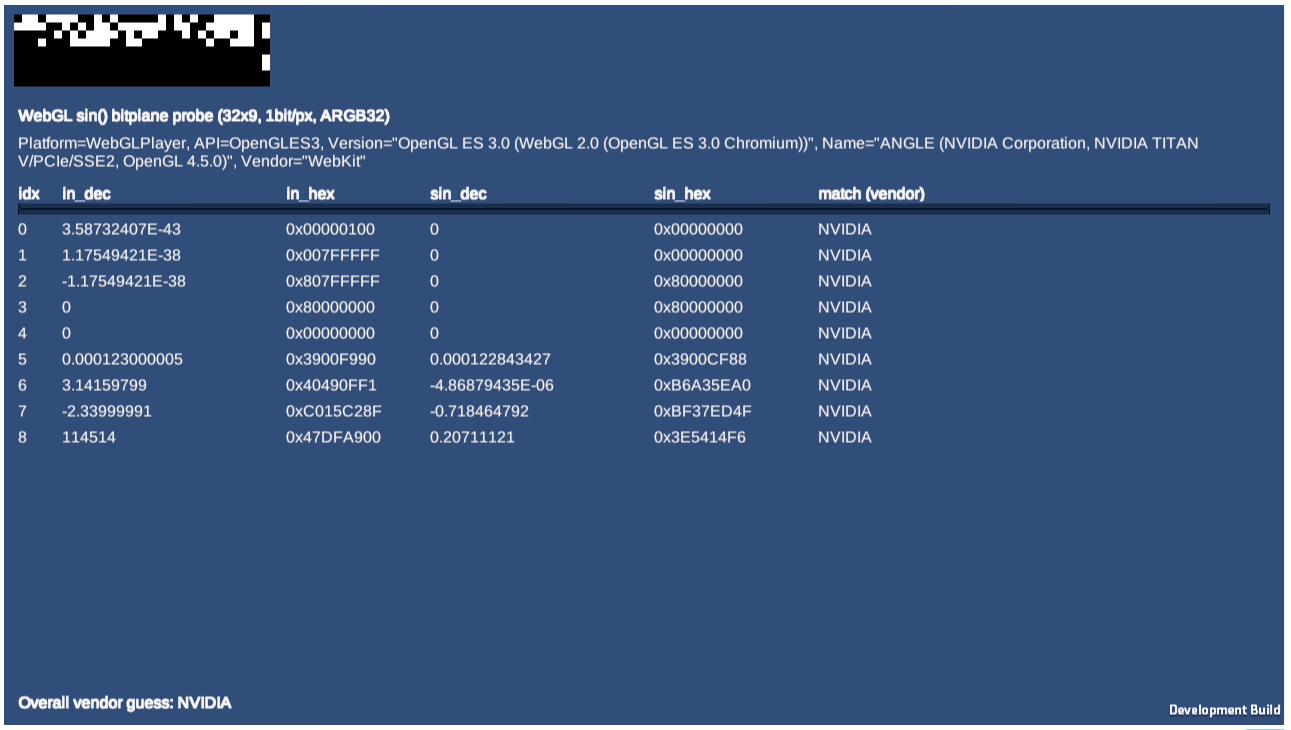 WebGL sin() bitplane probe (32x9, 1bit/px, ARGB32)
Platform=WebGLPlayer, API=OpenGLES3, Version="OpenGL ES 3.0 (WebGL 2.0 (OpenGL ES 3.0 Chromium))", Name="ANGLE (NVIDIA Corporation, NVIDIA TITAN
V/PCIe/SSE2, OpenGL 4.5.0)", Vendor="WebKit"
idx in_dec in_hex sin_dec sin_hex match (vendor)
0 3.58732407E-43 0x00000100 0 0x00000000 NVIDIA
1 1.17549421E-38 0x007FFFFF 0 0x00000000 NVIDIA
2 -1.17549421E-38 0x807FFFFF 0 0x80000000 NVIDIA
3 0 0x80000000 0 0x80000000 NVIDIA
4 0 0x00000000 0 0x00000000 NVIDIA
5 0.000123000005 0x3900F990 0.000122843427 0x3900CF88 NVIDIA
6 3.14159799 0x40490FF1 -4.86879435E-06 0xB6A35EA0 NVIDIA
7 -2.33999991 0xC015C28F -0.718464792 0xBF37ED4F NVIDIA
8 114514 0x47DFA900 0.20711121 0x3E5414F6 NVIDIA
Overall vendor guess: NVIDIA
Development Build